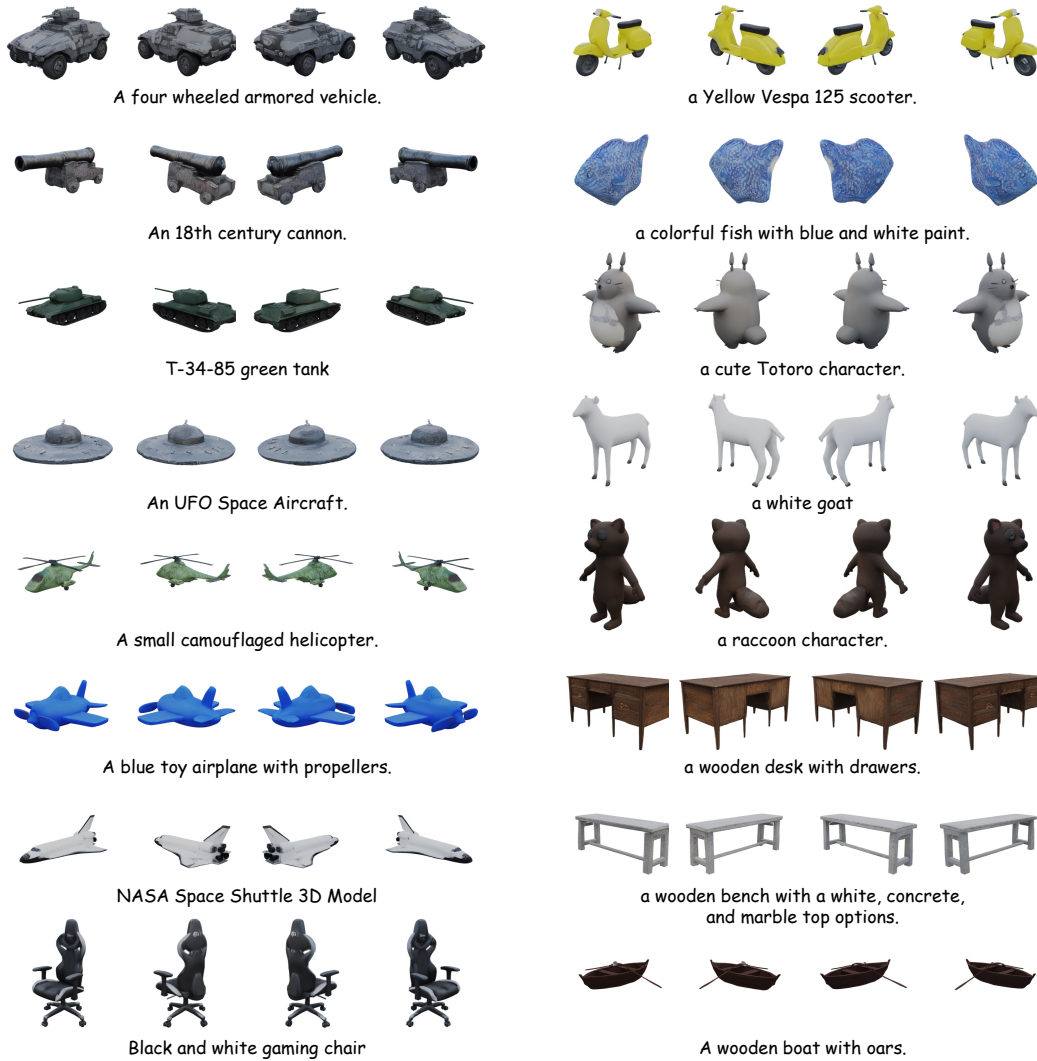 A four wheeled armored vehicle.
a Yellow Vespa 125 scooter.
An 18th century cannon.
a colorful fish with blue and white paint.
T-34-85 green tank
a cute Totoro character.
An UFO Space Aircraft.
a white goat
A small camouflaged helicopter.
a raccoon character.
A blue toy airplane with propellers.
a wooden desk with drawers.
NASA Space Shuttle 3D Model
a wooden bench with a white, concrete,
and marble top options.
Black and white gaming chair
A wooden boat with oars.